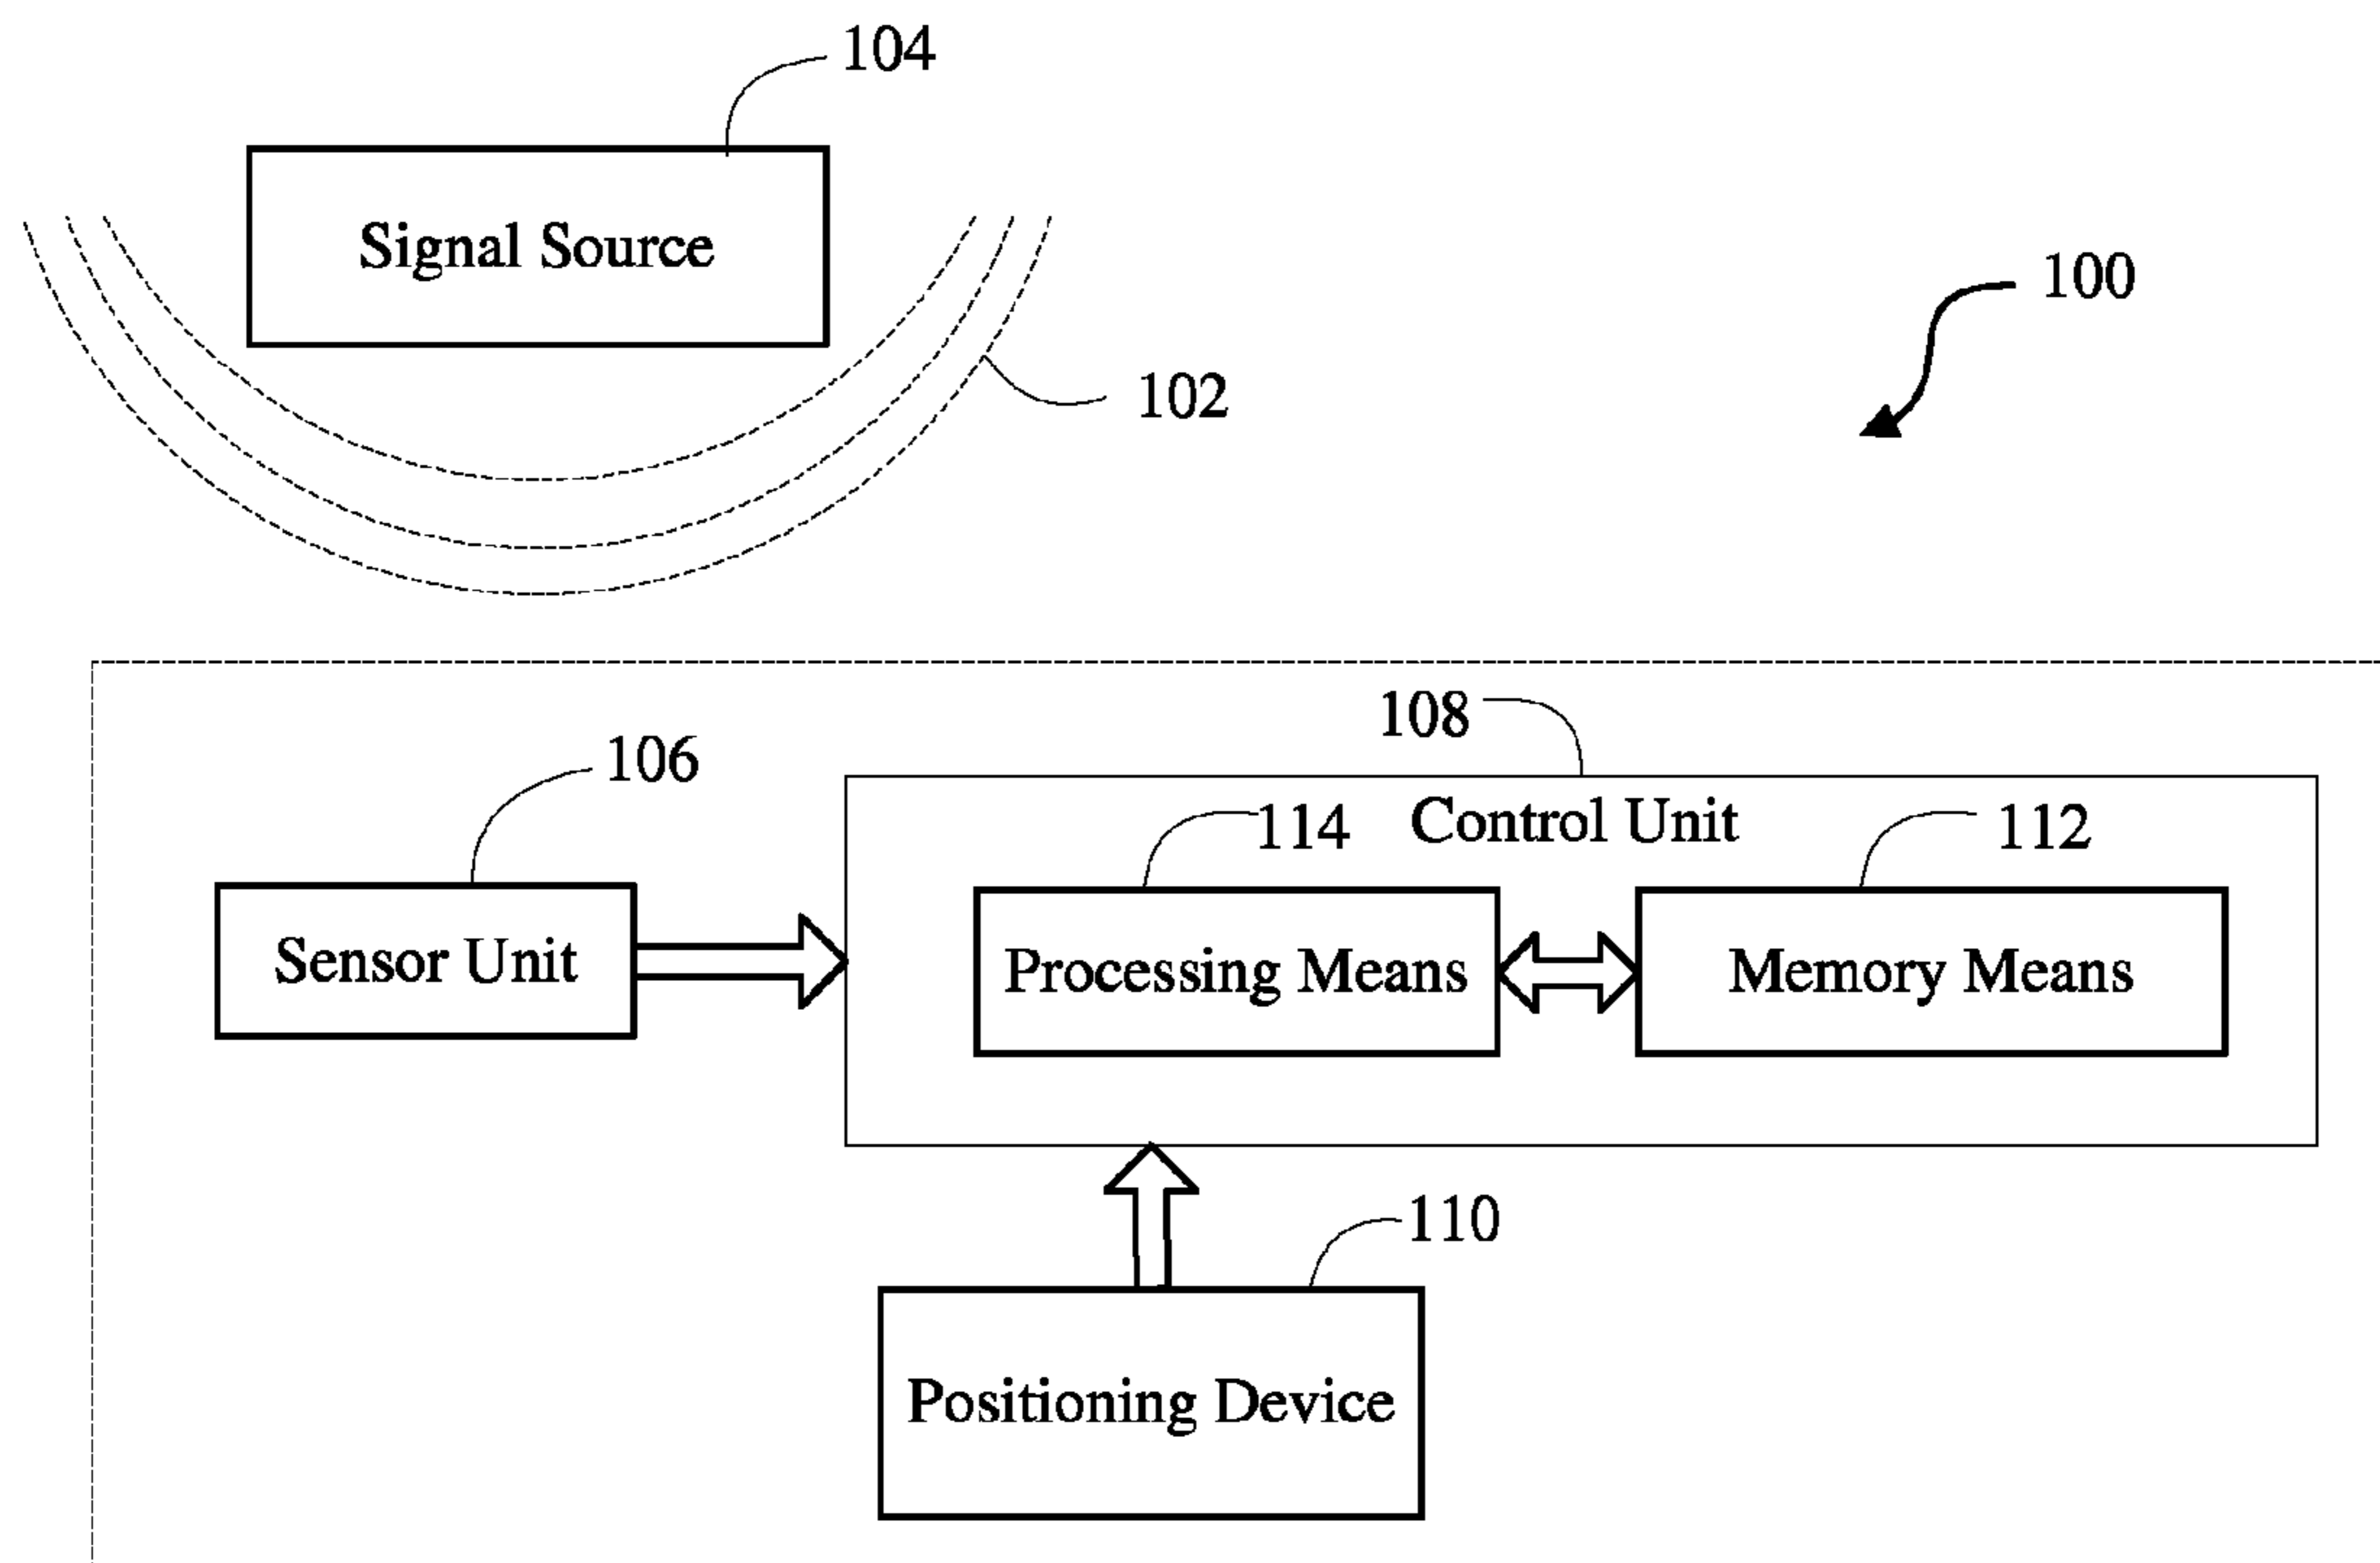 104
Signal Source
100
102
108
106
114
Control Unit
112
Sensor Unit
Processing Means
Memory Means
110
Positioning Device